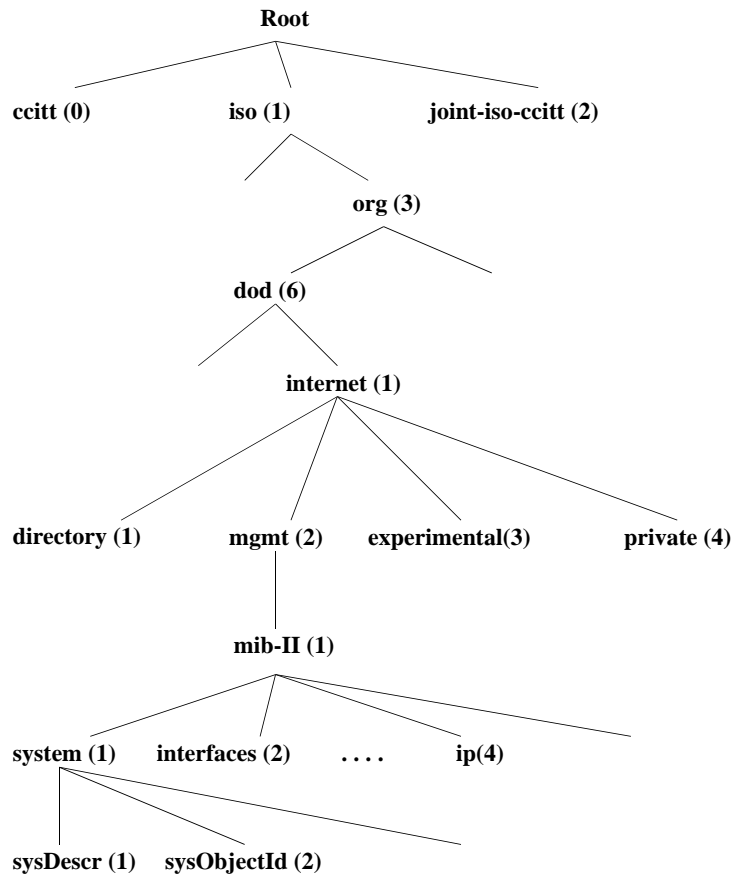 Root
ccitt (0) iso (1) joint-iso-ccitt (2)
org (3)
dod (6)
internet (1)
directory (1) mgmt (2) experimental(3) private (4)
mib-II (1)
system (1) interfaces (2) . . . . ip(4)
sysDescr (1) sysObjectId (2)